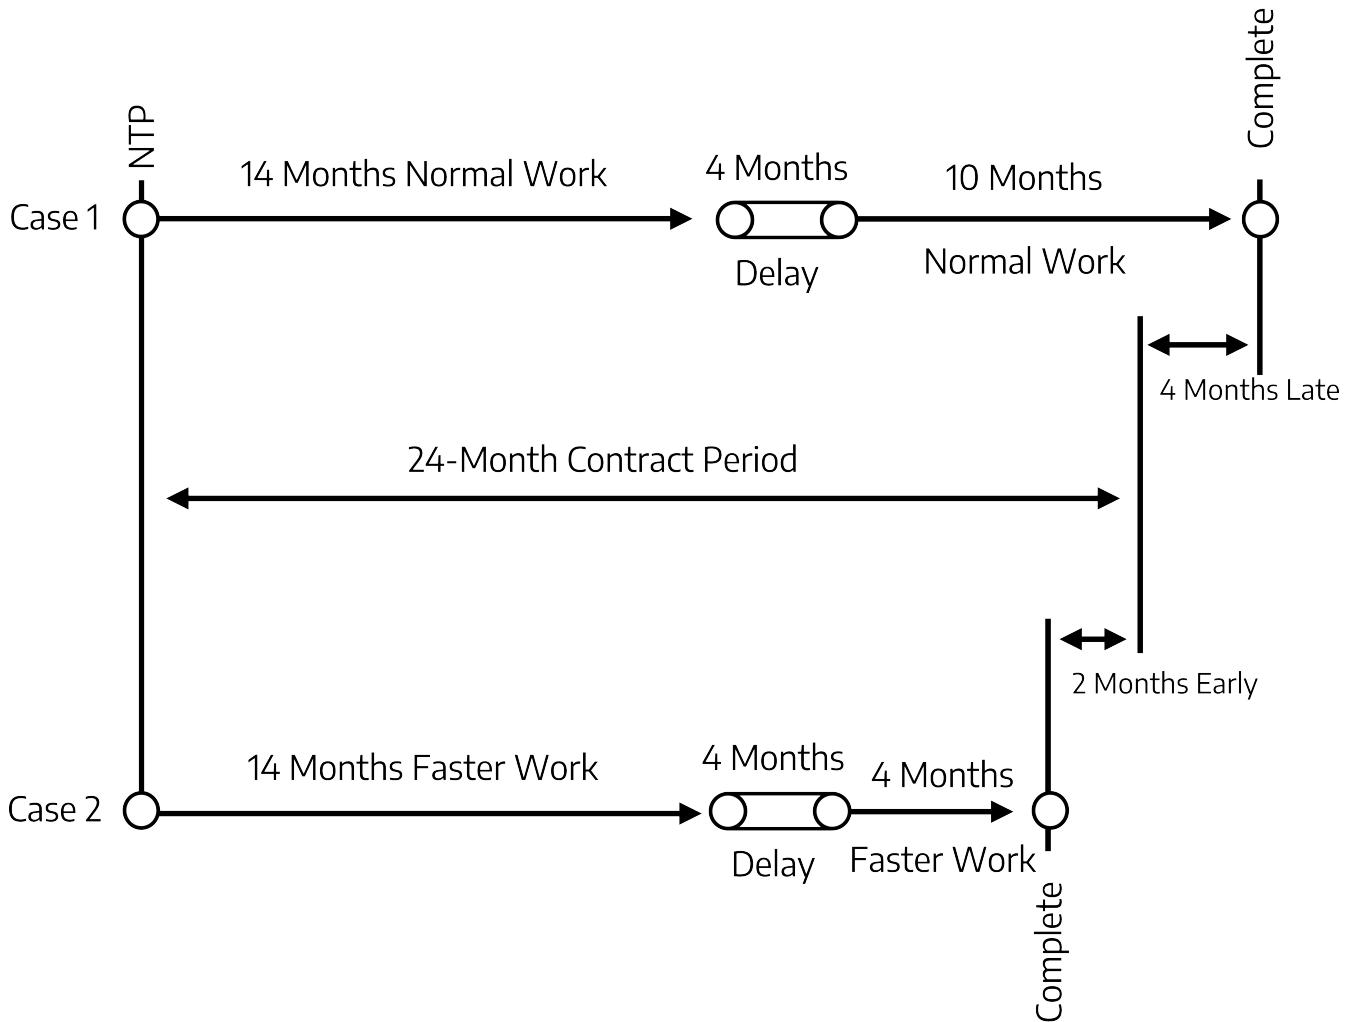 Complete
NTP
14 Months Normal Work
4 Months
10 Months
Case 1
Delay
Normal Work
4 Months Late
24-Month Contract Period
2 Months Early
14 Months Faster Work
4 Months
4 Months
Case 2
Delay
Faster Work
Complete